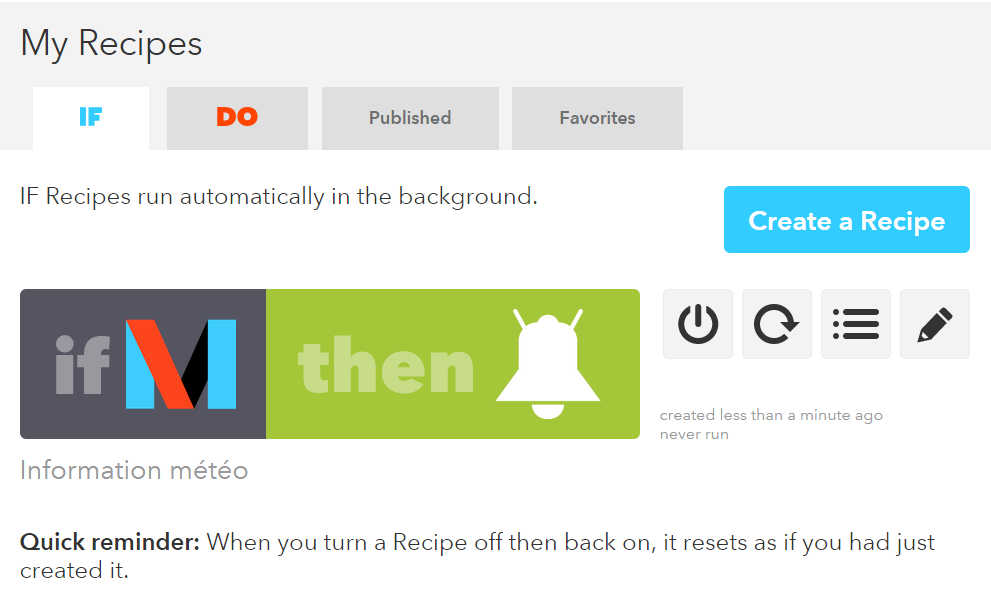 My Recipes
IF
DO
Published
Favorites
IF Recipes run automatically in the background.
Create a Recipe
if
then
created less than a minute ago
never run
Information météo
Quick reminder: When you turn a Recipe off then back on, it resets as if you had just
created it.